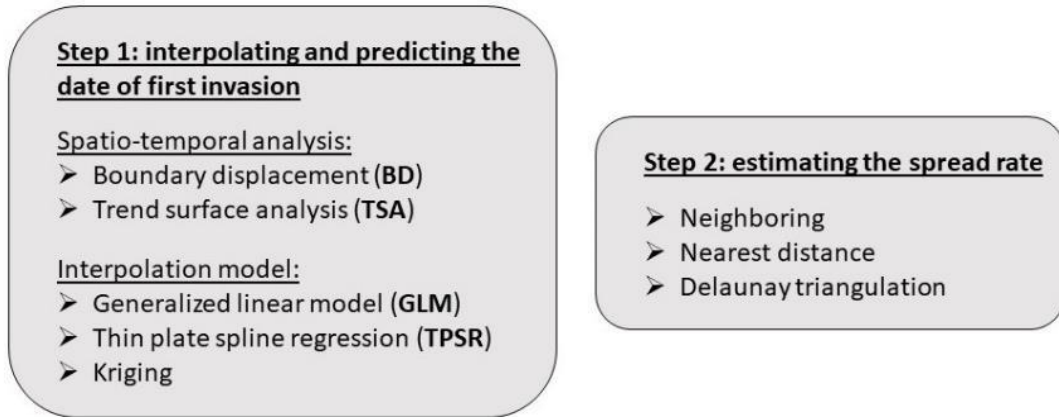 Step 1: interpolating and predicting the
date of first invasion
Spatio-temporal analysis:
➢ Boundary displacement (BD)
➢ Trend surface analysis (TSA)
Interpolation model:
➢ Generalized linear model (GLM)
➢ Thin plate spline regression (TPSR)
➢ Kriging
Step 2: estimating the spread rate
➢ Neighboring
➢ Nearest distance
➢ Delaunay triangulation